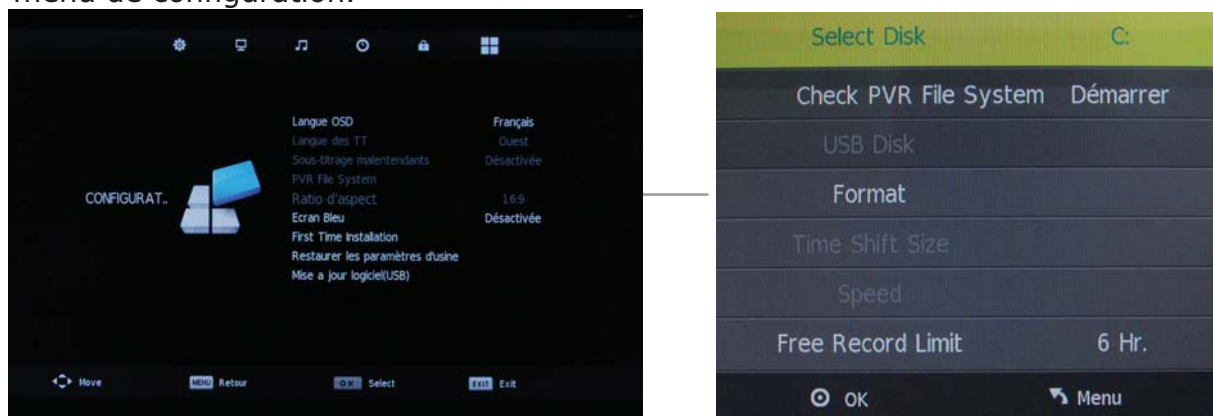 menu de configuration.
Langue OSD Français
Langue des TT Ouest
Sous-titrage malentendants Désactivée
PVR File System
CONFIGURAT.. Ratio d'aspect 16:9
Ecran Bleu Désactivée
First Time Installation
Restaurer les paramètres d'usine
Mise a jour logiciel(USB)
Move MENU Retour OK Select EXIT Exit
Select Disk C:
Check PVR File System Démarrer
USB Disk
Format
Time Shift Size
Speed
Free Record Limit 6 Hr.
OK Menu